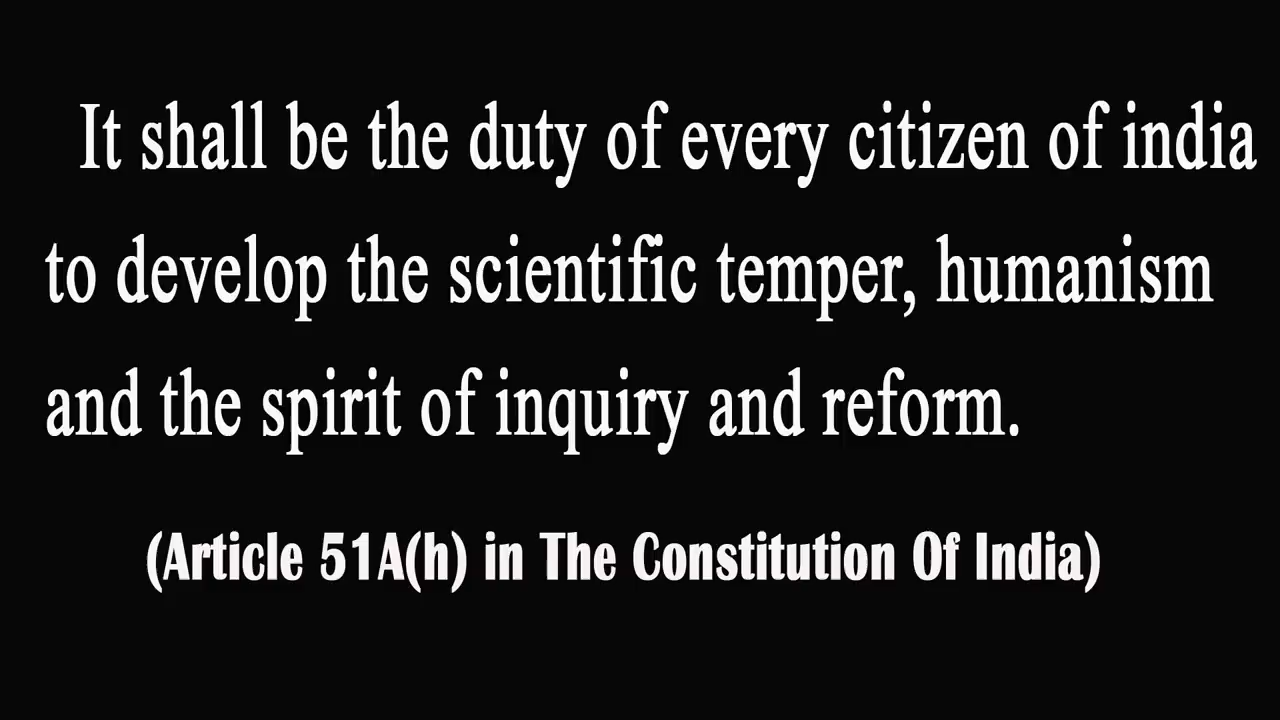 It shall be the duty of every citizen of india
to develop the scientific temper, humanism
and the spirit of inquiry and reform.
(Article 51A(h) in The Constitution Of India)